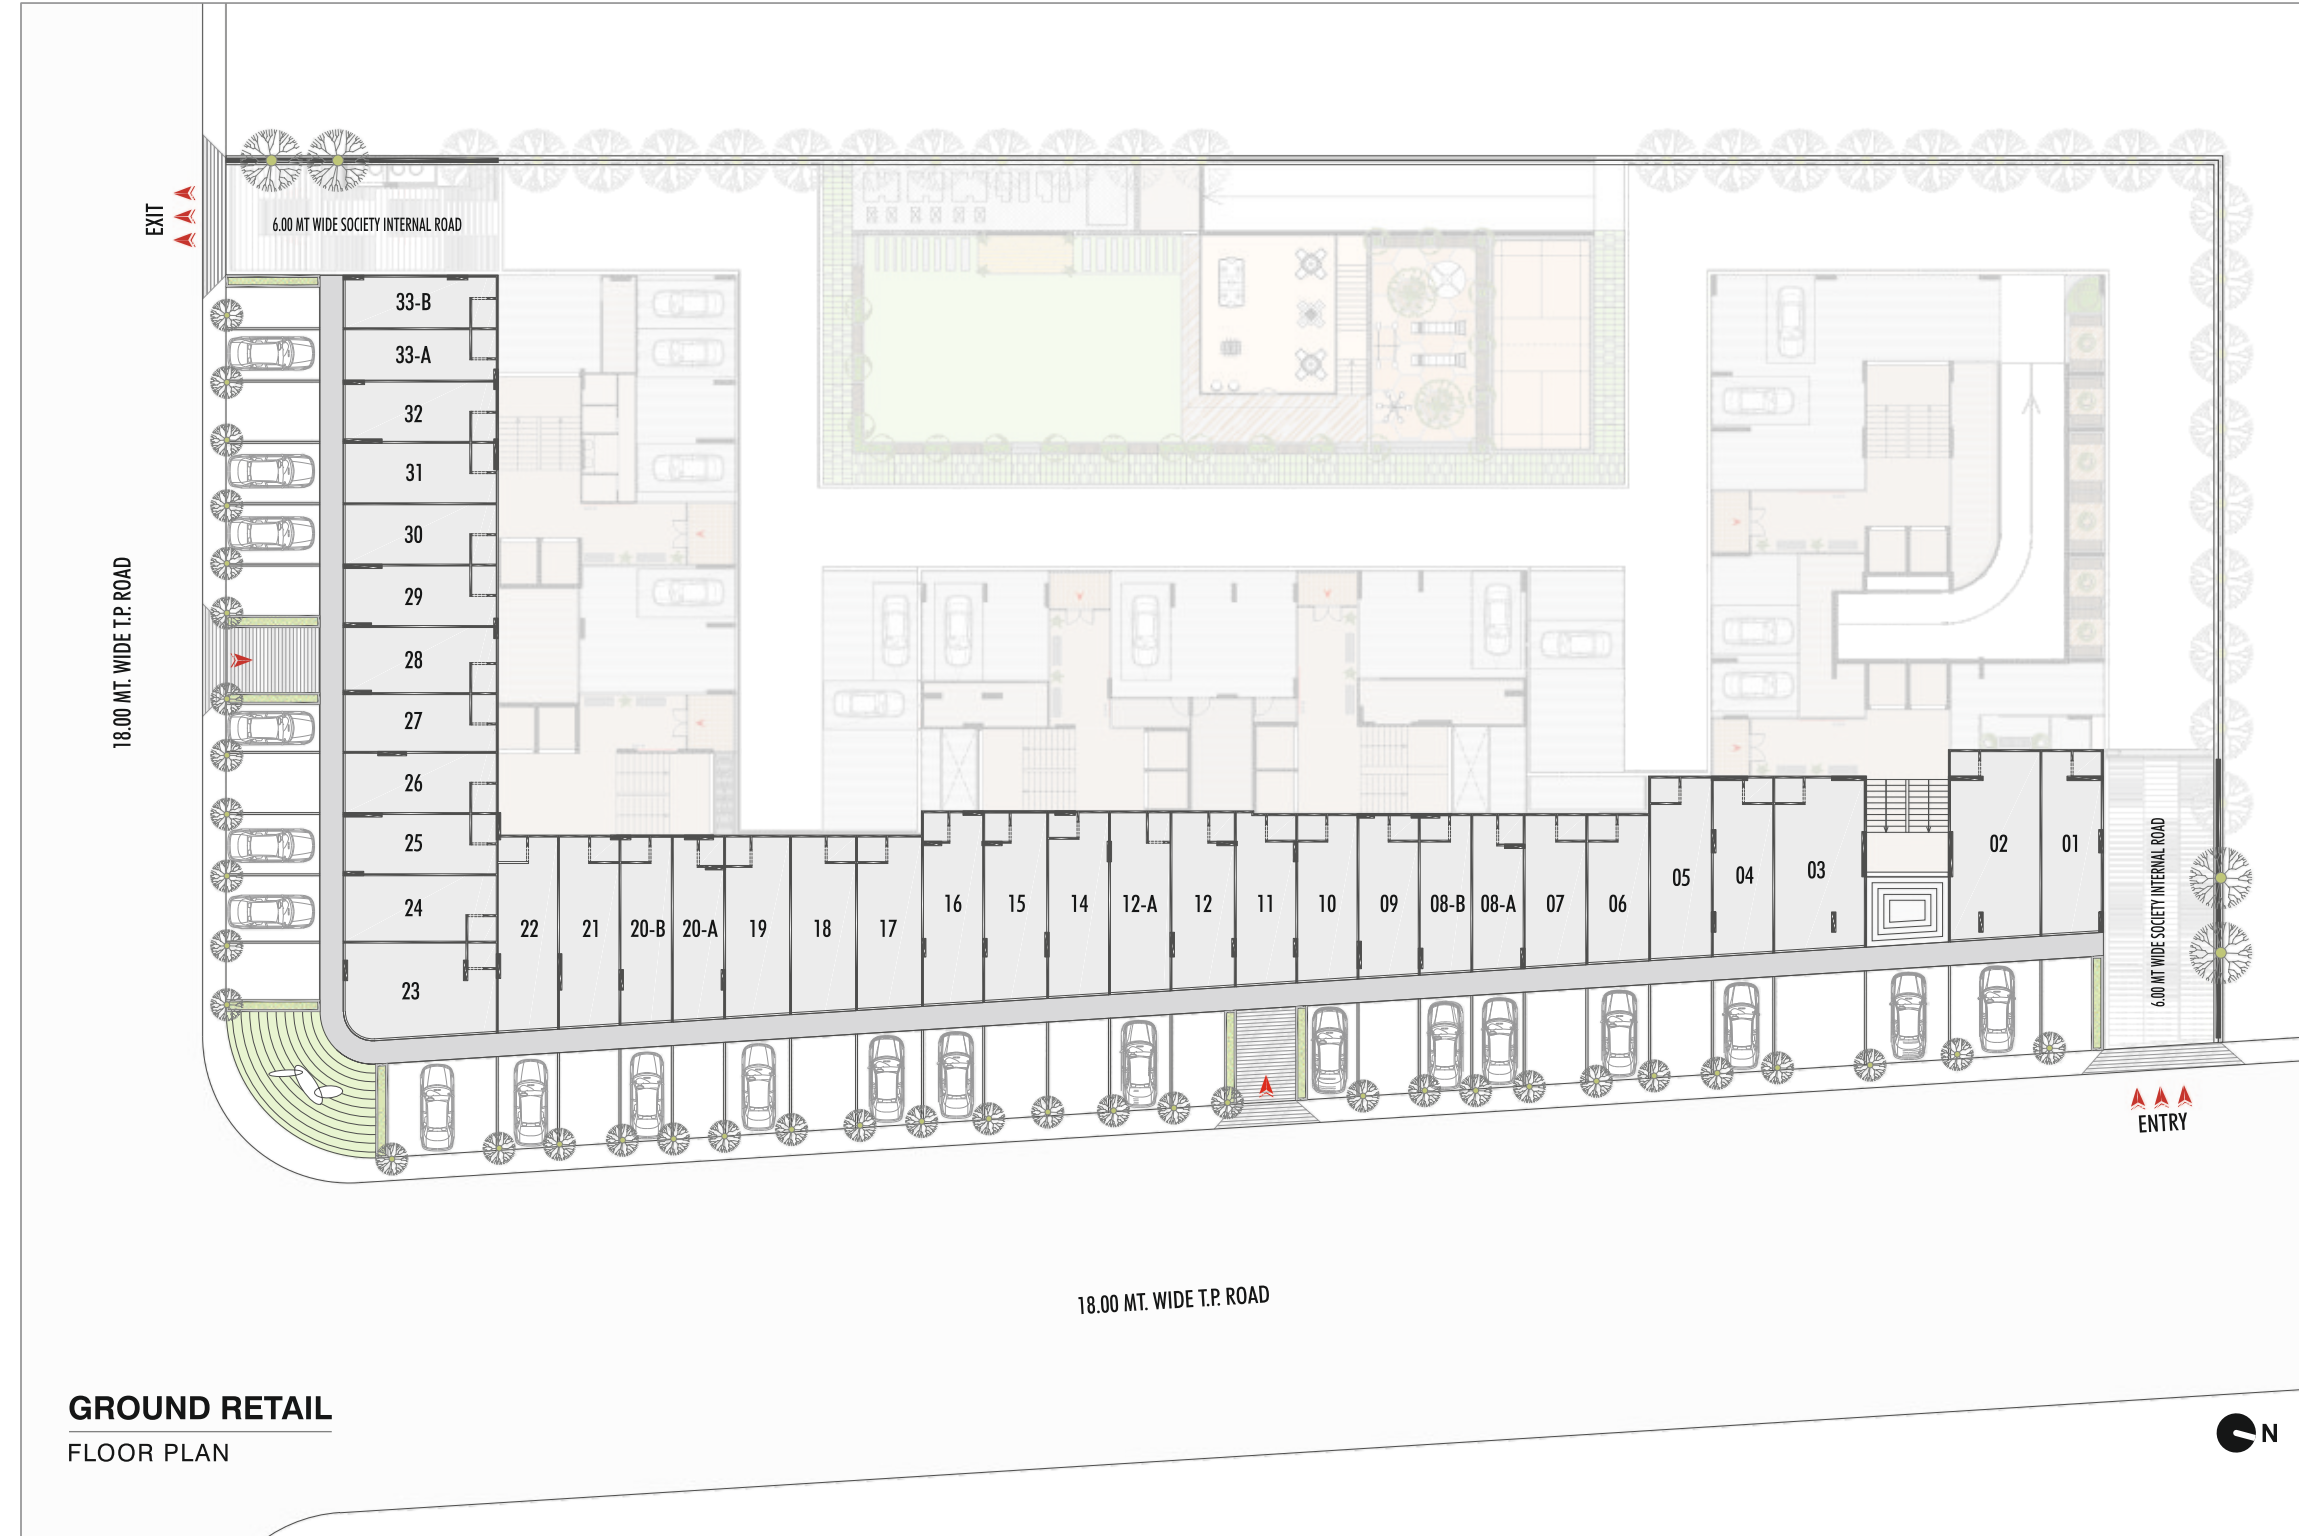 EXIT
6.00 MT WIDE SOCIETY INTERNAL ROAD
33-B
33-A
32
31
30
29
28
27
26
25
24
23
18.00 MT. WIDE T.P. ROAD
22
21
20-B
20-A
19
18
17
16
15
14
12-A
12
11
10
09
08-B
08-A
07
06
05
04
03
02
01
6.00 MT WIDE SOCIETY INTERNAL ROAD
ENTRY
18.00 MT. WIDE T.P. ROAD
GROUND RETAIL
FLOOR PLAN
N